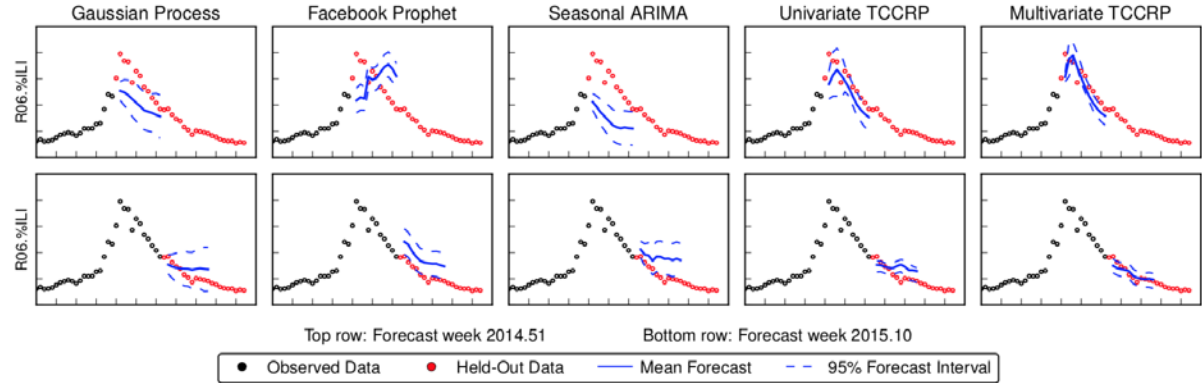 Gaussian Process Facebook Prophet Seasonal ARIMA Univariate TCCRP Multivariate TCCRP
R06.%ILI
R06.%ILI
Top row: Forecast week 2014.51 Bottom row: Forecast week 2015.10
Observed Data Held-Out Data Mean Forecast 95% Forecast Interval